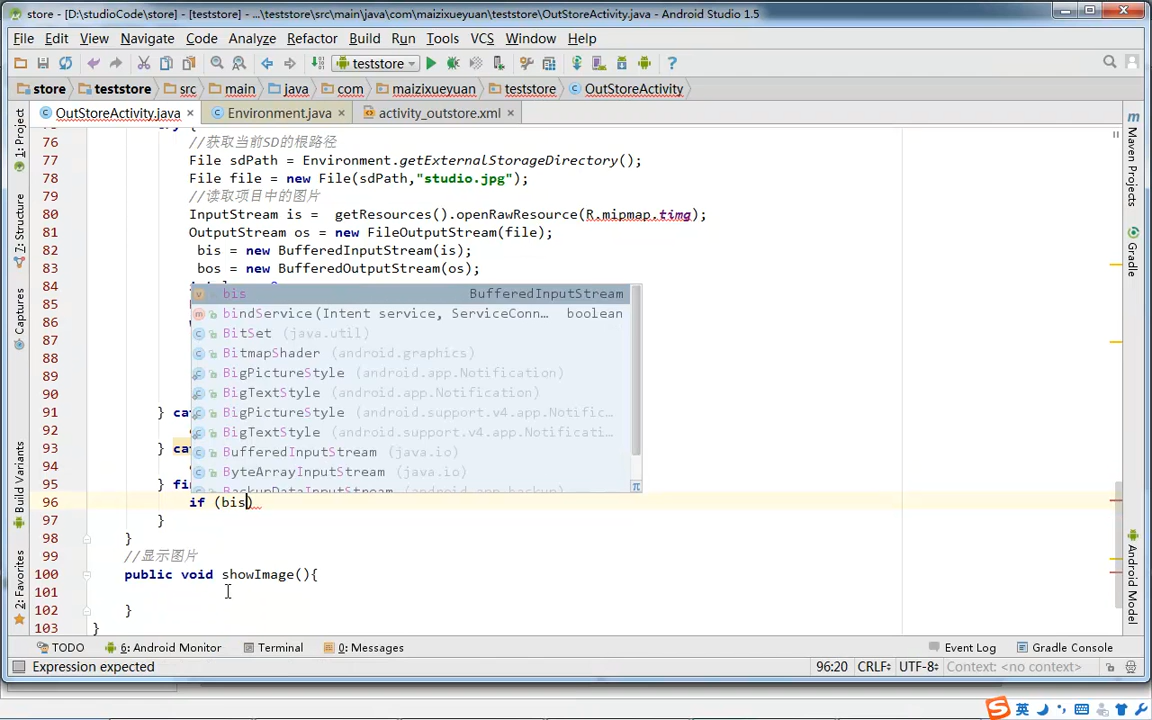 store - [D:\studioCode\store] - [teststore] - ...\teststore\src\main\java\com\maizixueyuan\teststore\OutStoreActivity.java - Android Studio 1.5
File Edit View Navigate Code Analyze Refactor Build Run Tools VCS Window Help
teststore
store teststore src main java com maizixueyuan teststore OutStoreActivity
OutStoreActivity.java × Environment.java × activity_outstore.xml ×
76 //获取当前SD的根路径
77 File sdPath = Environment.getExternalStorageDirectory();
78 File file = new File(sdPath,"studio.jpg");
79 //读取项目中的图片
80 InputStream is = getResources().openRawResource(R.mipmap.timg);
81 OutputStream os = new FileOutputStream(file);
82 bis = new BufferedInputStream(is);
83 bos = new BufferedOutputStream(os);
84
bis BufferedInputStream
85
bindService(Intent service, ServiceConn... boolean
86
BitSet (java.util)
87
BitmapShader (android.graphics)
88
BigPictureStyle (android.app.Notification)
89
BigTextStyle (android.app.Notification)
90
91 } cat
BigPictureStyle (android.support.v4.app.Notific...
92
BigTextStyle (android.support.v4.app.Notificati...
93 } cat
BufferedInputStream (java.io)
94
ByteArrayInputStream (java.io)
95 } fin
BackupDataInputStream (android.app.backup)
96 if (bis)
97 }
98 }
99 //显示图片
100 public void showImage(){
101
102 }
103 }
1: Project
7: Structure
Captures
Build Variants
2: Favorites
Maven Projects
Gradle
Android Model
TODO 6: Android Monitor Terminal 0: Messages Event Log Gradle Console
Expression expected 96:20 CRLF÷ UTF-8÷ Context: <no context>
英